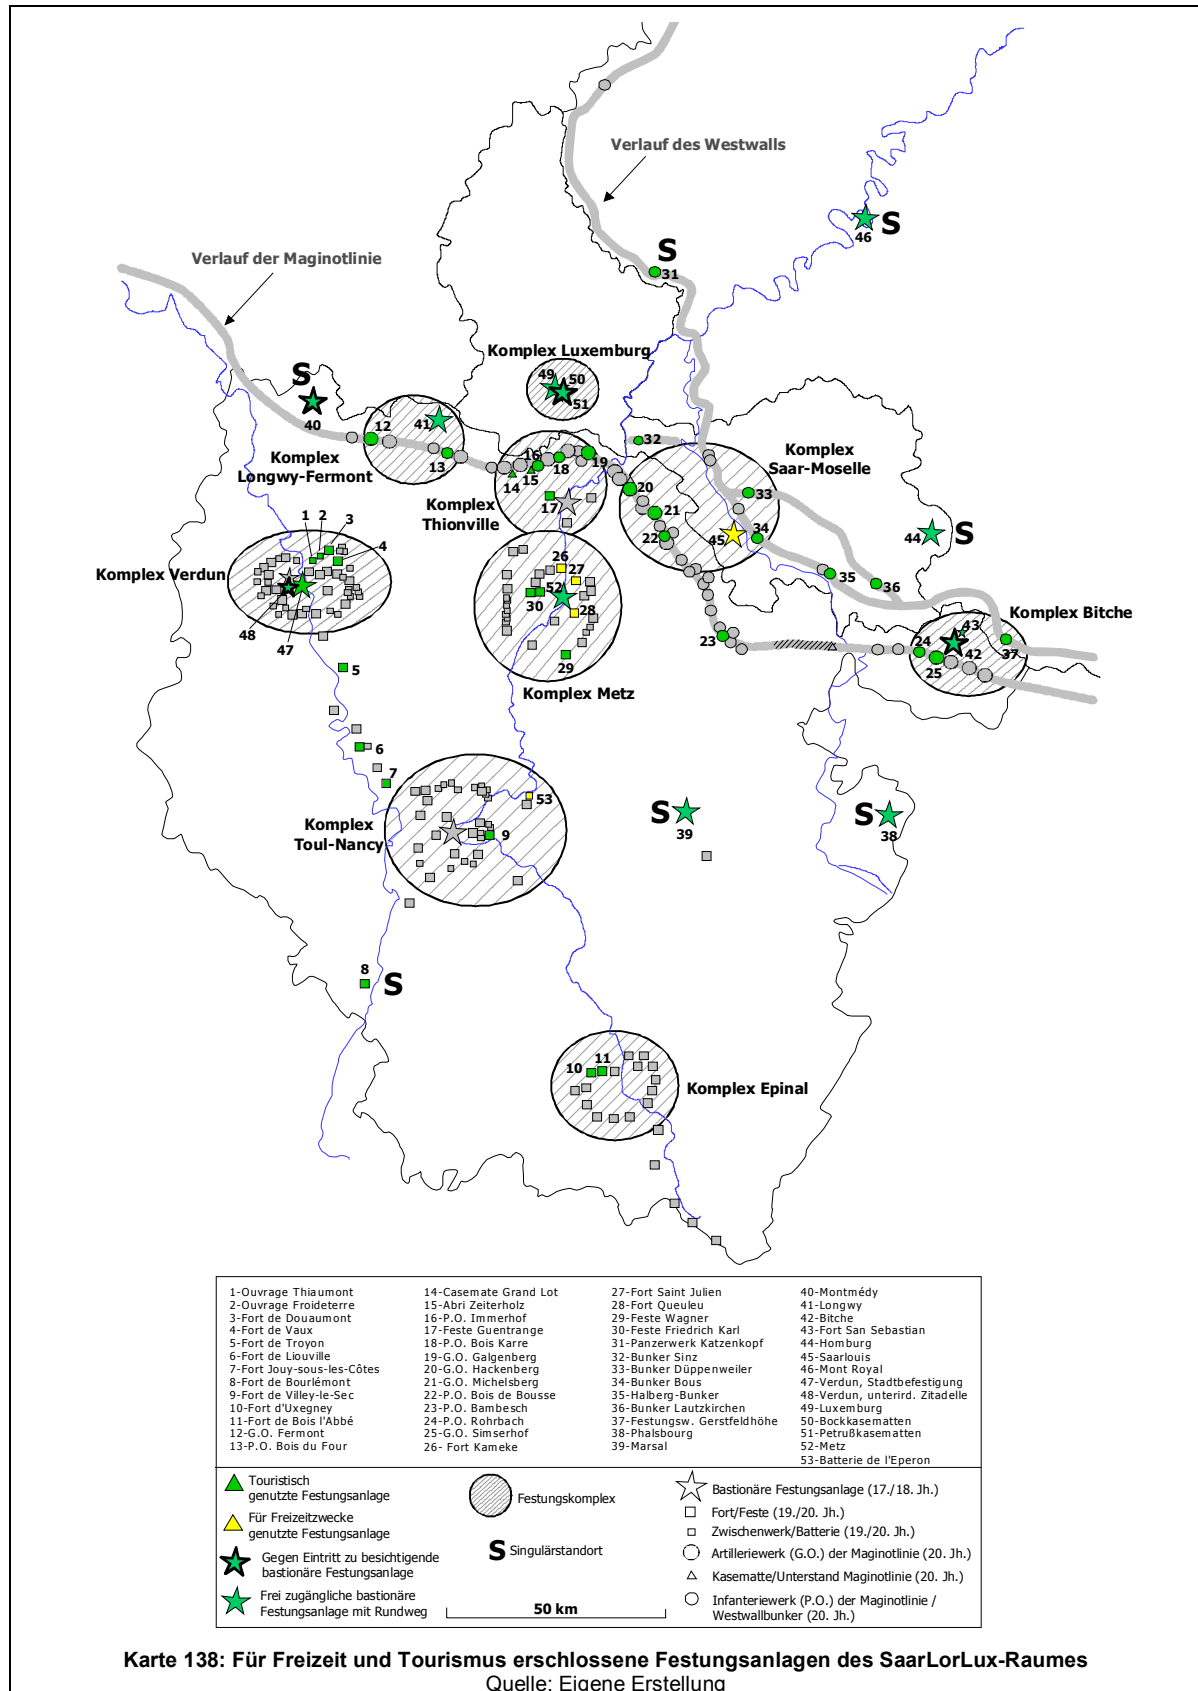 Verlauf des Westwalls
S
46
S
31
Verlauf der Maginotlinie
Komplex Luxemburg
49
50
51
S
40
41
12
13
Komplex
Longwy-Fermont
32
Komplex
Saar-Moselle
16
15
14
18
19
17
Komplex
Thionville
20
21
22
33
34
45
44
S
1
2
3
4
Komplex Verdun
48
47
26
27
52
30
28
29
Komplex Metz
35
36
Komplex Bitche
23
24
25
43
42
37
5
6
7
53
Komplex
Toul-Nancy
9
S
39
S
38
8
S
10
11
Komplex Epinal
1-Ouvrage Thiaumont
2-Ouvrage Froideterre
3-Fort de Douaumont
4-Fort de Vaux
5-Fort de Troyon
6-Fort de Liouville
7-Fort Jouy-sous-les-Côtes
8-Fort de Bourlémont
9-Fort de Villey-le-Sec
10-Fort d'Uxegney
11-Fort de Bois l'Abbé
12-G.O. Fermont
13-P.O. Bois du Four
14-Casemate Grand Lot
15-Abri Zeiterholz
16-P.O. Immerhof
17-Feste Guentrange
18-P.O. Bois Karre
19-G.O. Galgenberg
20-G.O. Hackenberg
21-G.O. Michelsberg
22-P.O. Bois de Bousse
23-P.O. Bambesch
24-P.O. Rohrbach
25-G.O. Simserhof
26- Fort Kameke
27-Fort Saint Julien
28-Fort Queuleu
29-Feste Wagner
30-Feste Friedrich Karl
31-Panzerwerk Katzenkopf
32-Bunker Sinz
33-Bunker Düppenweiler
34-Bunker Bous
35-Halberg-Bunker
36-Bunker Lautzkirchen
37-Festungsw. Gerstfeldhöhe
38-Phalsbourg
39-Marsal
40-Montmédy
41-Longwy
42-Bitche
43-Fort San Sebastian
44-Homburg
45-Saarlouis
46-Mont Royal
47-Verdun, Stadtbefestigung
48-Verdun, unterird. Zitadelle
49-Luxemburg
50-Bockkasematten
51-Petrußkasematten
52-Metz
53-Batterie de l'Eperon
Touristisch
genutzte Festungsanlage
Für Freizeitzwecke
genutzte Festungsanlage
Gegen Eintritt zu besichtigende
bastionäre Festungsanlage
Frei zugängliche bastionäre
Festungsanlage mit Rundweg
Festungskomplex
S Singulärstandort
50 km
Bastionäre Festungsanlage (17./18. Jh.)
Fort/Feste (19./20. Jh.)
Zwischenwerk/Batterie (19./20. Jh.)
Artilleriewerk (G.O.) der Maginotlinie (20. Jh.)
Kasematte/Unterstand Maginotlinie (20. Jh.)
Infanteriewerk (P.O.) der Maginotlinie /
Westwallbunker (20. Jh.)
Karte 138: Für Freizeit und Tourismus erschlossene Festungsanlagen des SaarLorLux-Raumes
Quelle: Eigene Erstellung